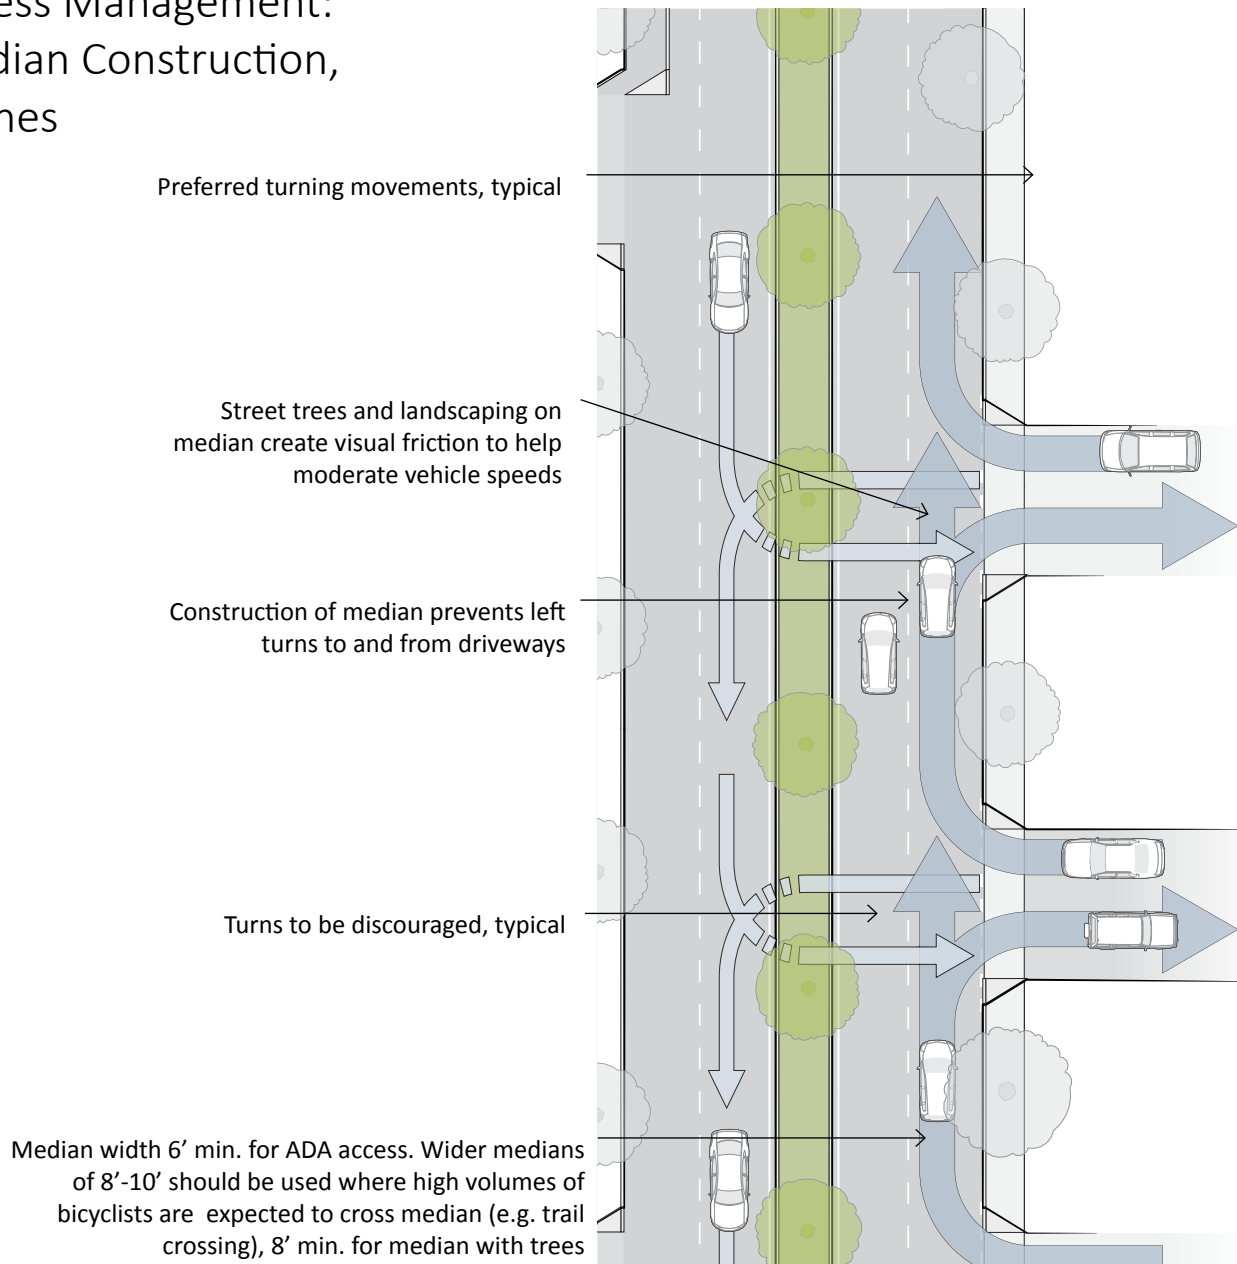 ess Management:
dian Construction,
nes
Preferred turning movements, typical
Street trees and landscaping on
median create visual friction to help
moderate vehicle speeds
Construction of median prevents left
turns to and from driveways
Turns to be discouraged, typical
Median width 6’ min. for ADA access. Wider medians
of 8’-10’ should be used where high volumes of
bicyclists are  expected to cross median (e.g. trail
crossing), 8’ min. for median with trees